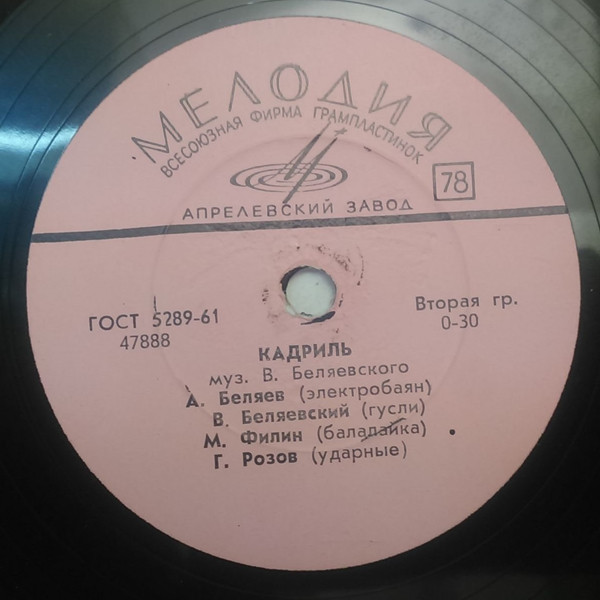 МЕЛОДИЯ
ВСЕСОЮЗНАЯ ФИРМА ГРАМПЛАСТИНОК
78
АПРЕЛЕВСКИЙ ЗАВОД
ГОСТ 5289-61
47888
Вторая гр.
0-30
КАДРИЛЬ
муз. В. Беляевского
А. Беляев (электробаян)
В. Беляевский (гусли)
М. Филин (балалайка)
Г. Розов (ударные)